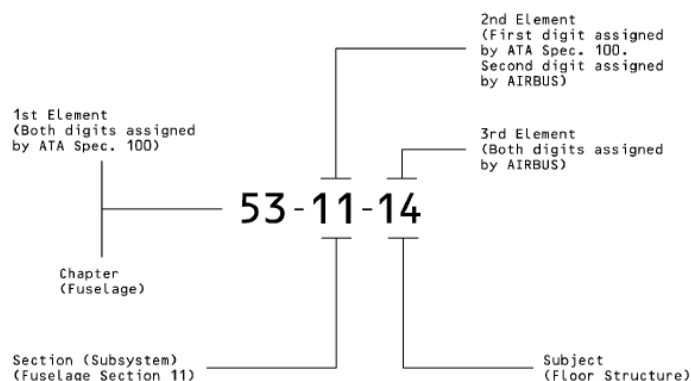 2nd Element
(First digit assigned
by ATA Spec. 100.
Second digit assigned
by AIRBUS)
1st Element
(Both digits assigned
by ATA Spec. 100)
3rd Element
(Both digits assigned
by AIRBUS)
53-11-14
Chapter
(Fuselage)
Section (Subsystem)
(Fuselage Section 11)
Subject
(Floor Structure)